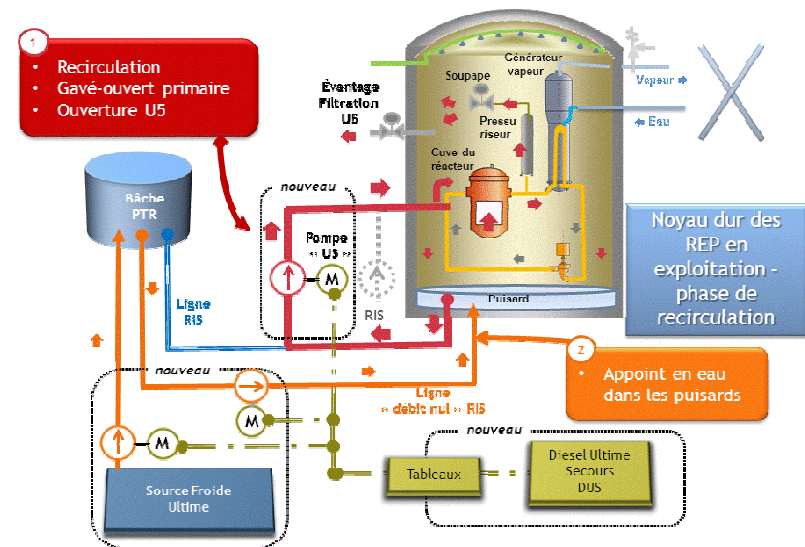 1
• Recirculation
• Gavé-ouvert primaire
• Ouverture U5
Éventage
Filtration
U5
Soupape
Générateur
vapeur
Vapeur
Eau
Pressu
riseur
Cuve du
réacteur
Bâche
PTR
nouveau
Pompe
« U3 »
M
Ligne
RIS
RIS
Puisard
Noyau dur des
REP en
exploitation -
phase de
recirculation
2
• Appoint en eau
dans les puisards
nouveau
Ligne
« débit nul » RIS
M
M
Source Froide
Ultime
nouveau
Tableaux
Diesel Ultime
Secours
DUS